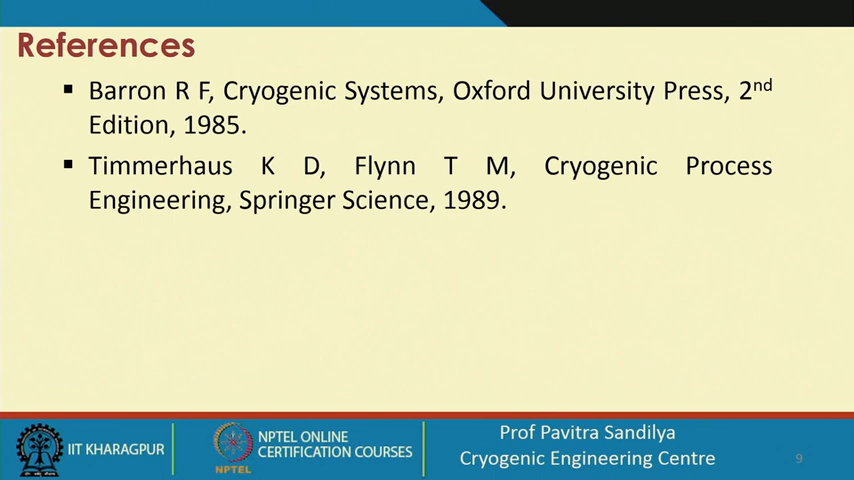 References
▪ Barron R F, Cryogenic Systems, Oxford University Press, 2nd
Edition, 1985.
▪ Timmerhaus K D, Flynn T M, Cryogenic Process
Engineering, Springer Science, 1989.
IIT KHARAGPUR
NPTEL
NPTEL ONLINE
CERTIFICATION COURSES
Prof Pavitra Sandilya
Cryogenic Engineering Centre
9